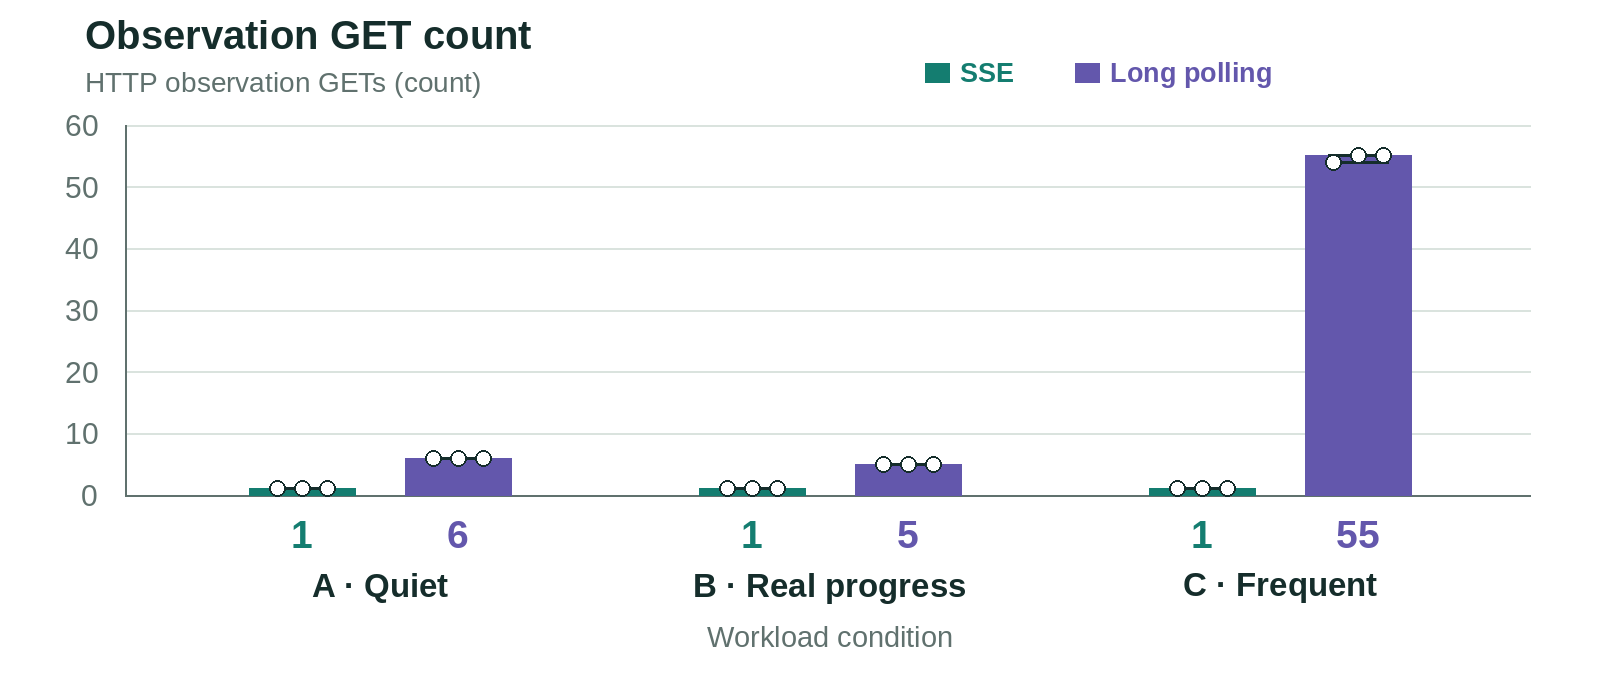 Observation GET count
HTTP observation GETs (count)
SSE
Long polling
60
50
40
30
20
10
0
1
6
1
5
1
55
A · Quiet
B · Real progress
C · Frequent
Workload condition